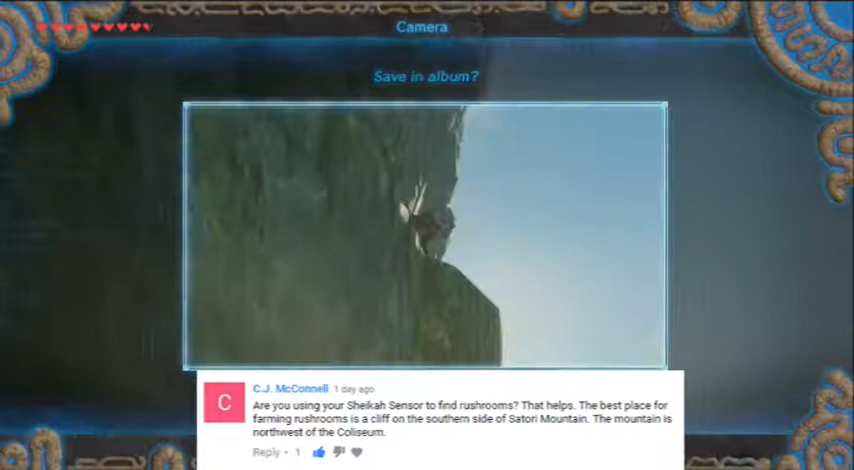 Camera
Save in album?
C
C.J. McConnell 1 day ago
Are you using your Sheikah Sensor to find rushrooms? That helps. The best place for
farming rushrooms is a cliff on the southern side of Satori Mountain. The mountain is
northwest of the Coliseum.
Reply • 1